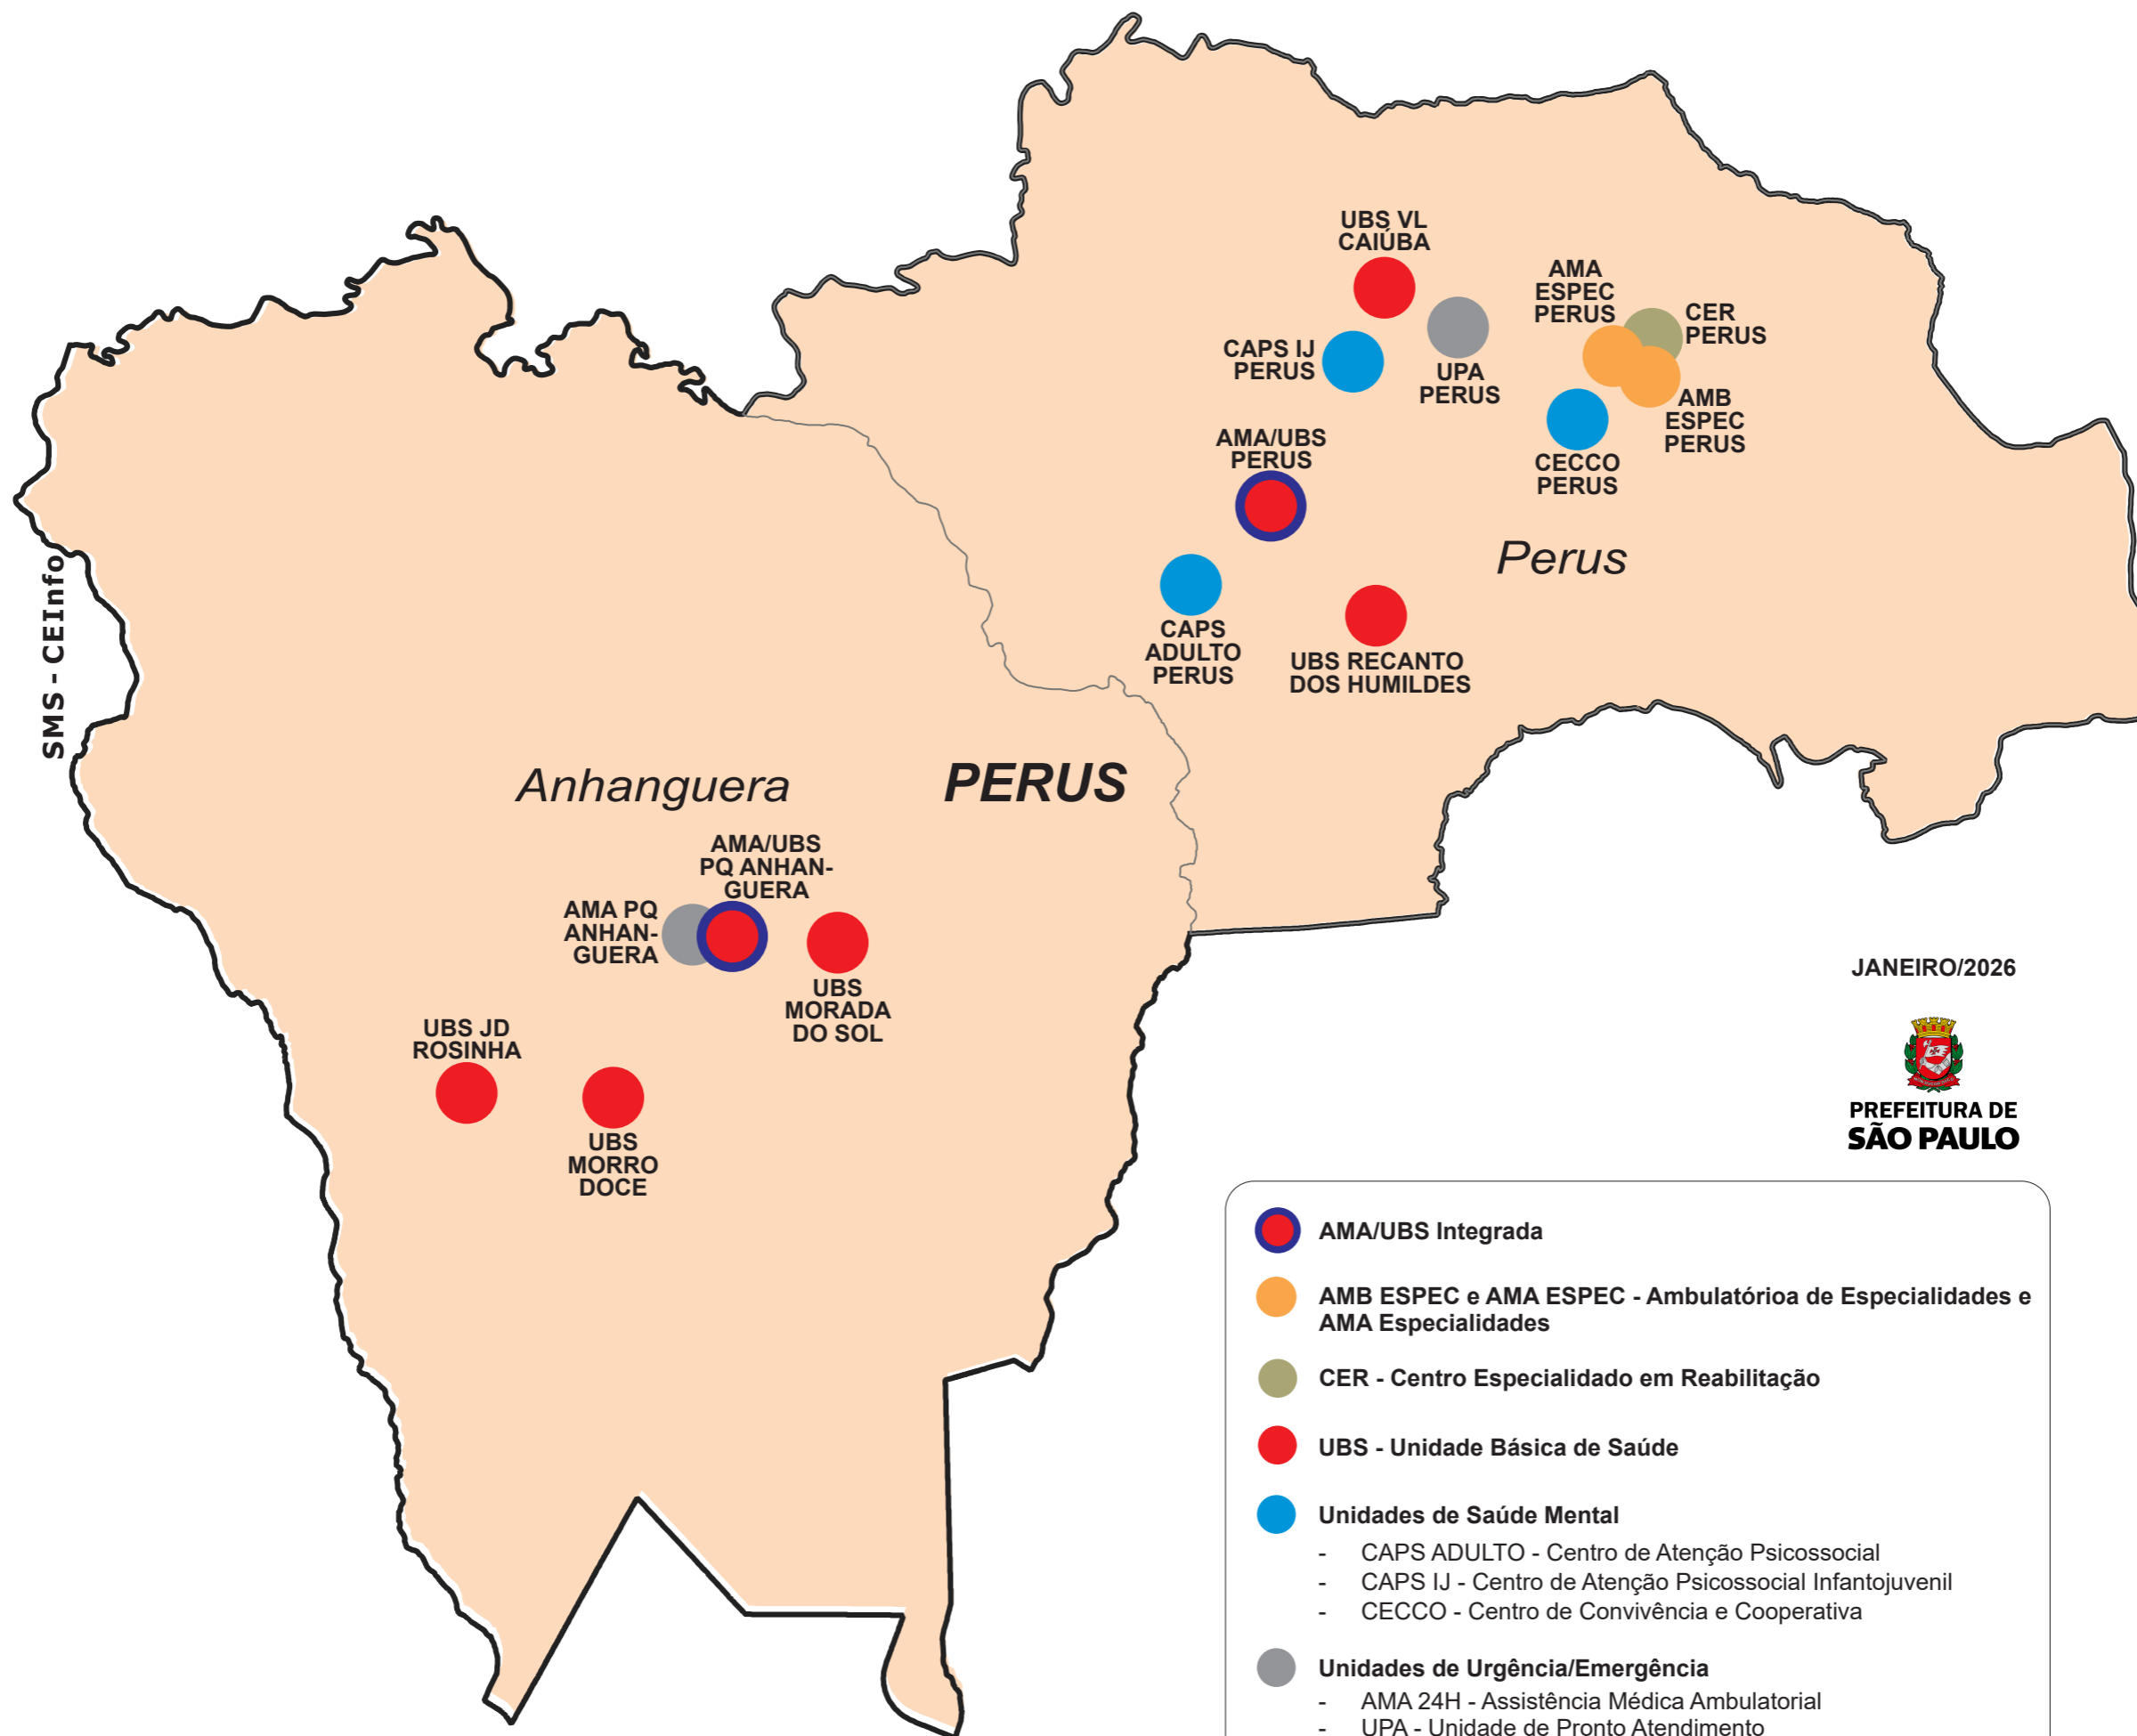 UBS VL
CAIÚBA
AMA
ESPEC
PERUS
CER
PERUS
CAPS IJ
PERUS
UPA
PERUS
AMB
ESPEC
PERUS
AMA/UBS
PERUS
CECCO
PERUS
Perus
CAPS
ADULTO
PERUS
UBS RECANTO
DOS HUMILDES
SMS - CEInfo
Anhanguera
PERUS
AMA/UBS
PQ ANHAN-
GUERA
AMA PQ
ANHAN-
GUERA
UBS
MORADA
DO SOL
UBS JD
ROSINHA
UBS
MORRO
DOCE
JANEIRO/2026
PREFEITURA DE
SÃO PAULO
AMA/UBS Integrada
AMB ESPEC e AMA ESPEC - Ambulatórioa de Especialidades e
AMA Especialidades
CER - Centro Especialidado em Reabilitação
UBS - Unidade Básica de Saúde
Unidades de Saúde Mental
- CAPS ADULTO - Centro de Atenção Psicossocial
- CAPS IJ - Centro de Atenção Psicossocial Infantojuvenil
- CECCO - Centro de Convivência e Cooperativa
Unidades de Urgência/Emergência
- AMA 24H - Assistência Médica Ambulatorial
- UPA - Unidade de Pronto Atendimento